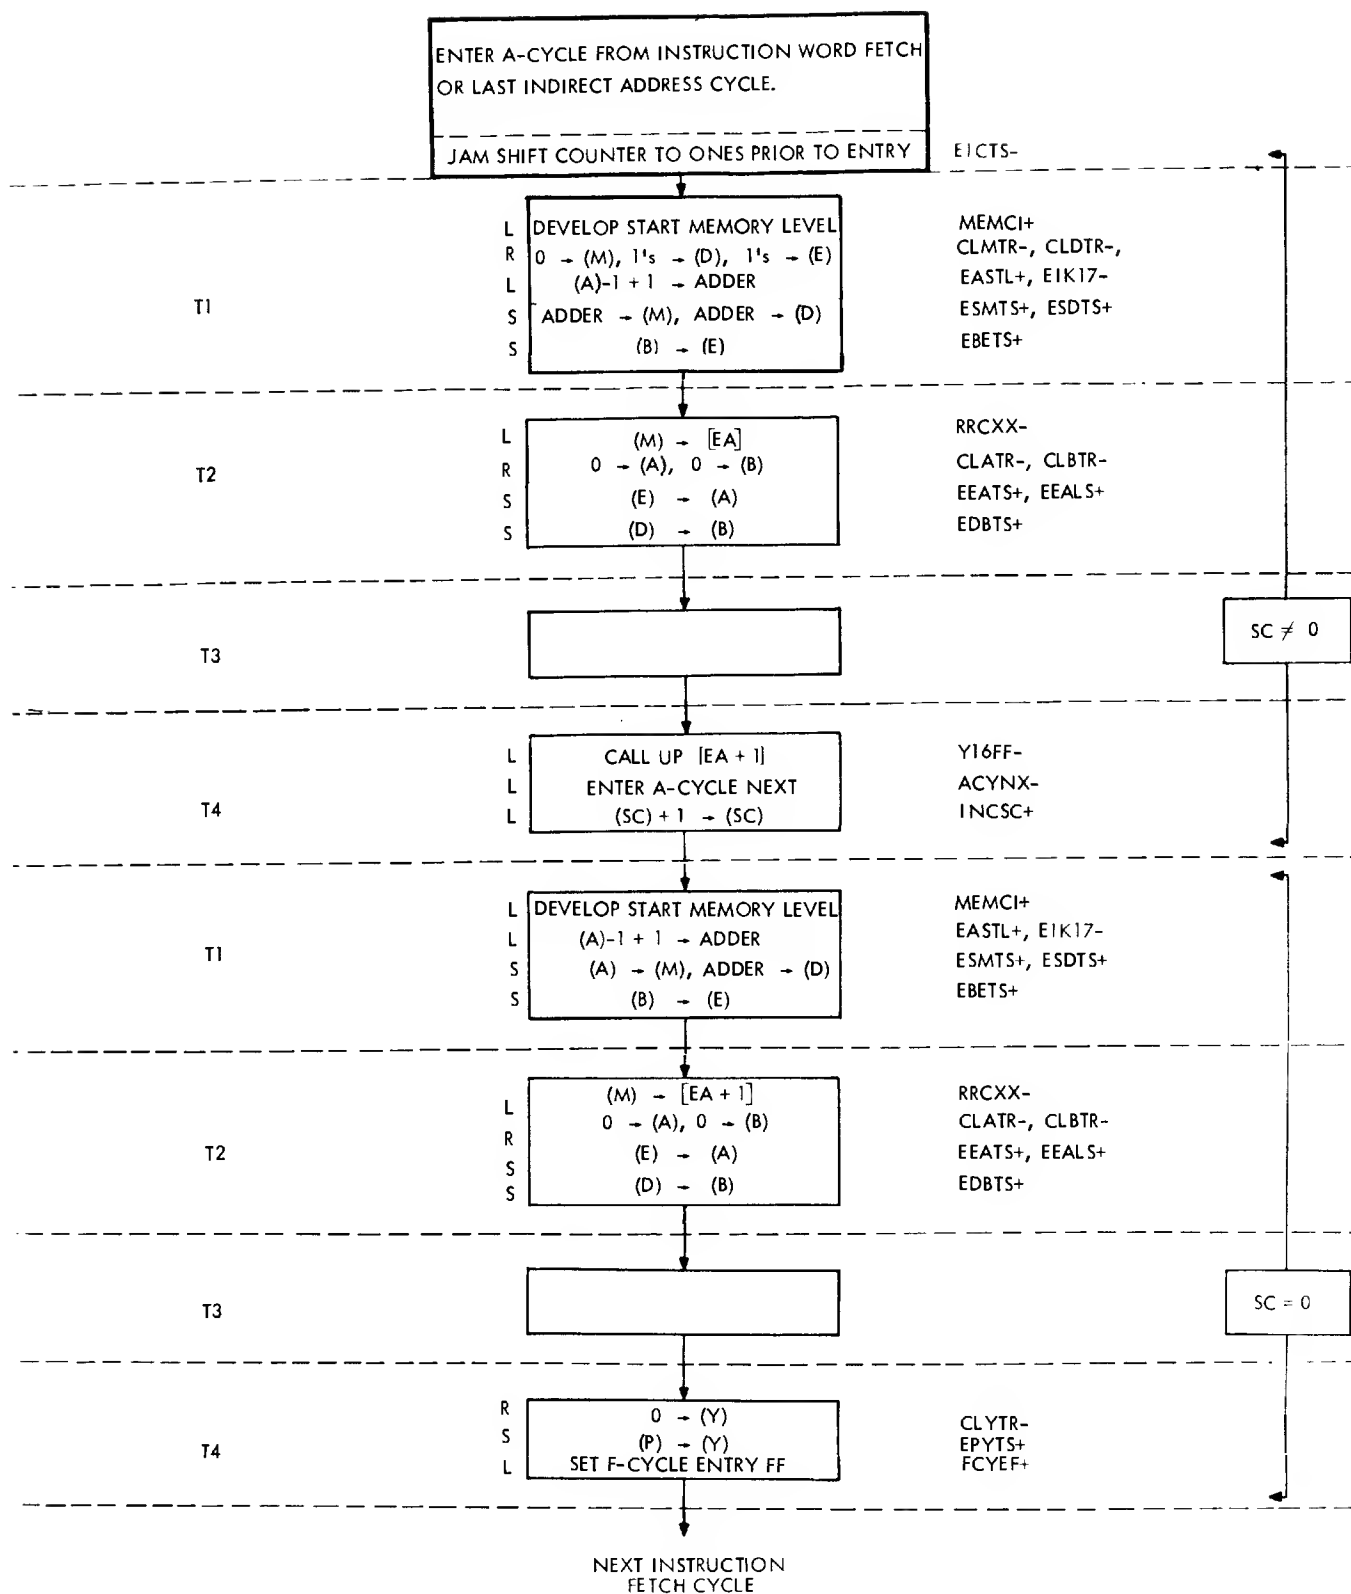 ENTER A-CYCLE FROM INSTRUCTION WORD FETCH
OR LAST INDIRECT ADDRESS CYCLE.
JAM SHIFT COUNTER TO ONES PRIOR TO ENTRY EICTS-
T1
L DEVELOP START MEMORY LEVEL MEMCI+
R 0 → (M), 1's → (D), 1's → (E) CLMTR-, CLDTR-,
L (A)-1 + 1 → ADDER EASTL+, EIK17-
S ADDER → (M), ADDER → (D) ESMTS+, ESDTS+
S (B) → (E) EBETS+
T2
L (M) → [EA] RRCXX-
R 0 → (A), 0 → (B) CLATR-, CLBTR-
S (E) → (A) EEATS+, EEALS+
S (D) → (B) EDBTS+
T3
SC ≠ 0
T4
L CALL UP [EA + 1] Y16FF-
L ENTER A-CYCLE NEXT ACYNX-
L (SC) + 1 → (SC) INCSC+
T1
L DEVELOP START MEMORY LEVEL MEMCI+
L (A)-1 + 1 → ADDER EASTL+, EIK17-
S (A) → (M), ADDER → (D) ESMTS+, ESDTS+
S (B) → (E) EBETS+
T2
L (M) → [EA + 1] RRCXX-
R 0 → (A), 0 → (B) CLATR-, CLBTR-
S (E) → (A) EEATS+, EEALS+
S (D) → (B) EDBTS+
T3
SC = 0
T4
R 0 → (Y) CLYTR-
S (P) → (Y) EPYTS+
L SET F-CYCLE ENTRY FF FCYEF+
NEXT INSTRUCTION
FETCH CYCLE